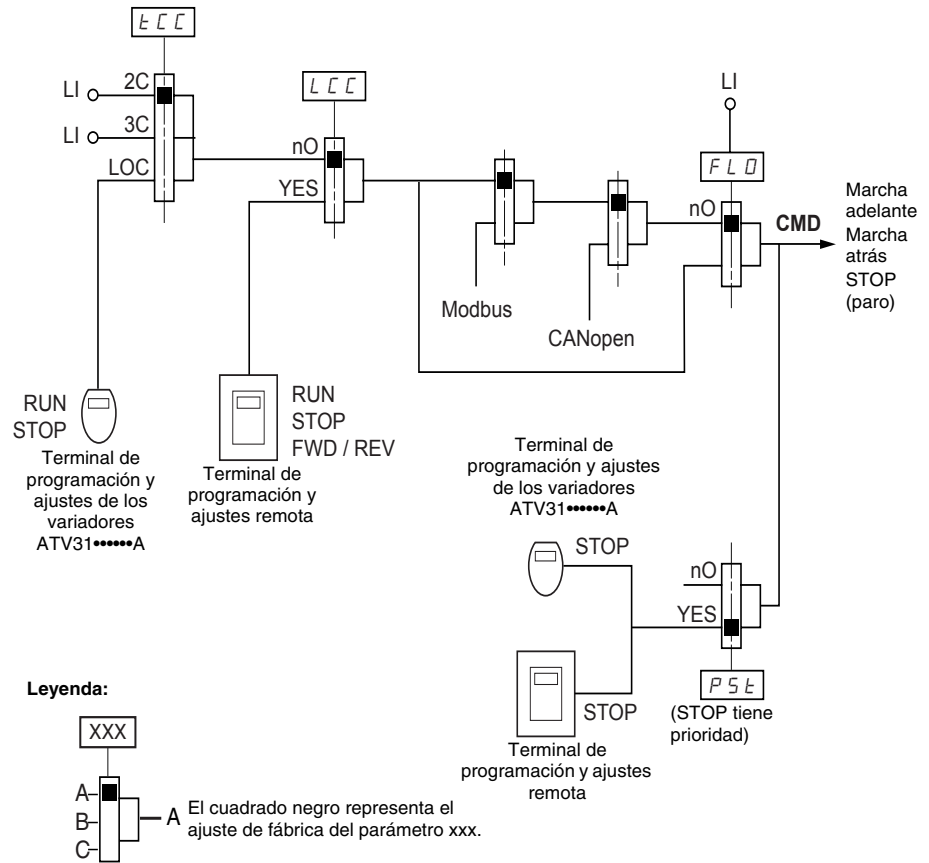 tCC
LI
2C
LI
3C
LOC
LCC
nO
YES
LI
FLO
nO
CMD
Marcha
adelante
Marcha
atrás
STOP
(paro)
Modbus
CANopen
RUN
STOP
Terminal de
programación y
ajustes de los
variadores
ATV31••••••A
RUN
STOP
FWD / REV
Terminal de
programación y
ajustes remota
Terminal de
programación y ajustes
de los variadores
ATV31••••••A
STOP
nO
YES
PSt
(STOP tiene
prioridad)
STOP
Terminal de
programación y ajustes
remota
Leyenda:
XXX
A
B
C
A
El cuadrado negro representa el
ajuste de fábrica del parámetro xxx.